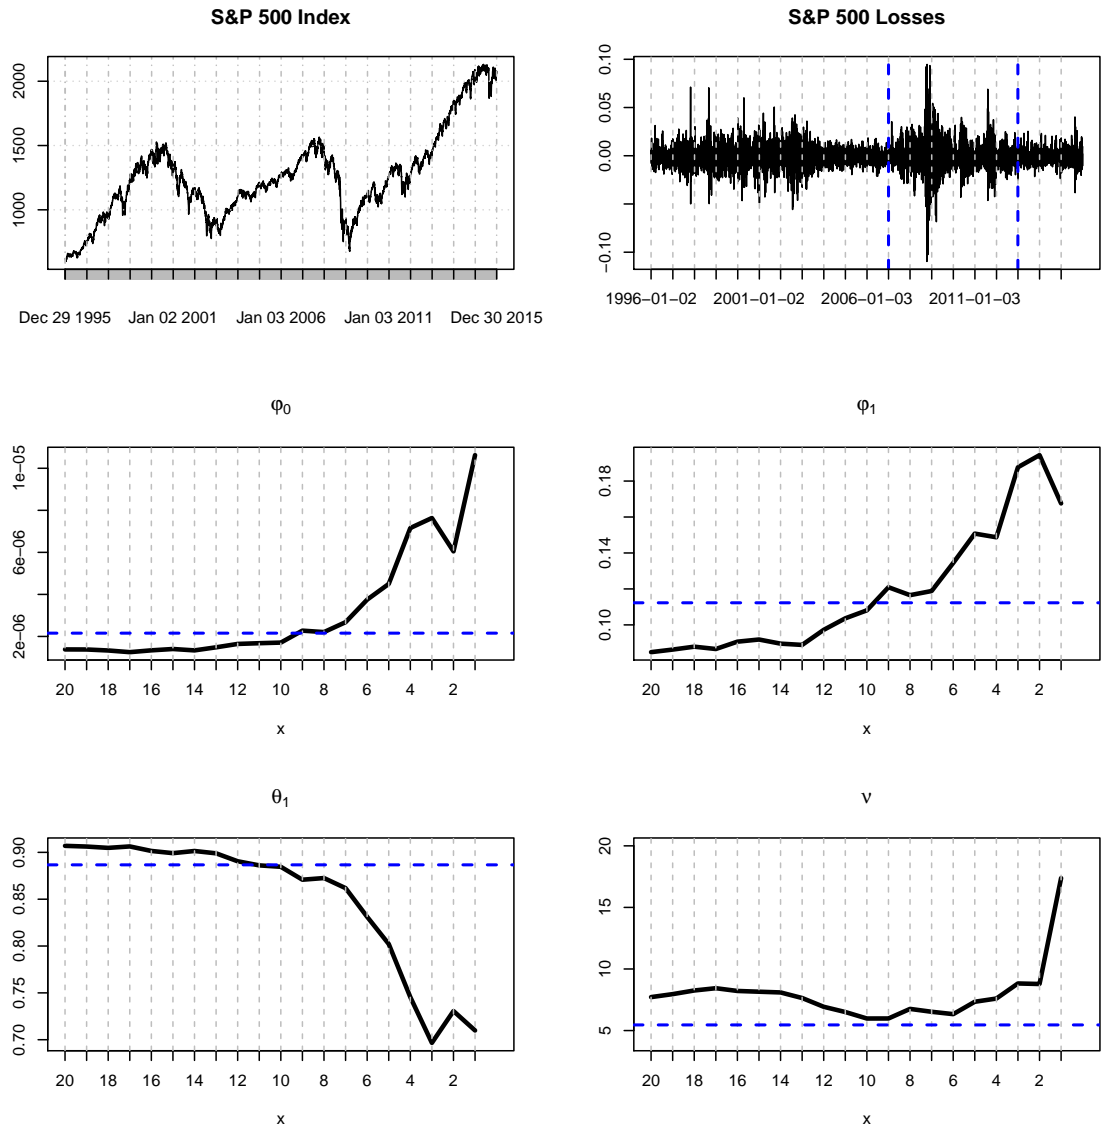 S&P 500 Index
2000
1500
1000
Dec 29 1995 Jan 02 2001 Jan 03 2006 Jan 03 2011 Dec 30 2015
S&P 500 Losses
0.10
0.05
0.00
−0.10
1996−01−02 2001−01−02 2006−01−03 2011−01−03
φ0
1e−05
6e−06
2e−06
20 18 16 14 12 10 8 6 4 2
x
φ1
0.18
0.14
0.10
20 18 16 14 12 10 8 6 4 2
x
θ1
0.90
0.85
0.80
0.75
0.70
20 18 16 14 12 10 8 6 4 2
x
ν
20
15
10
5
20 18 16 14 12 10 8 6 4 2
x